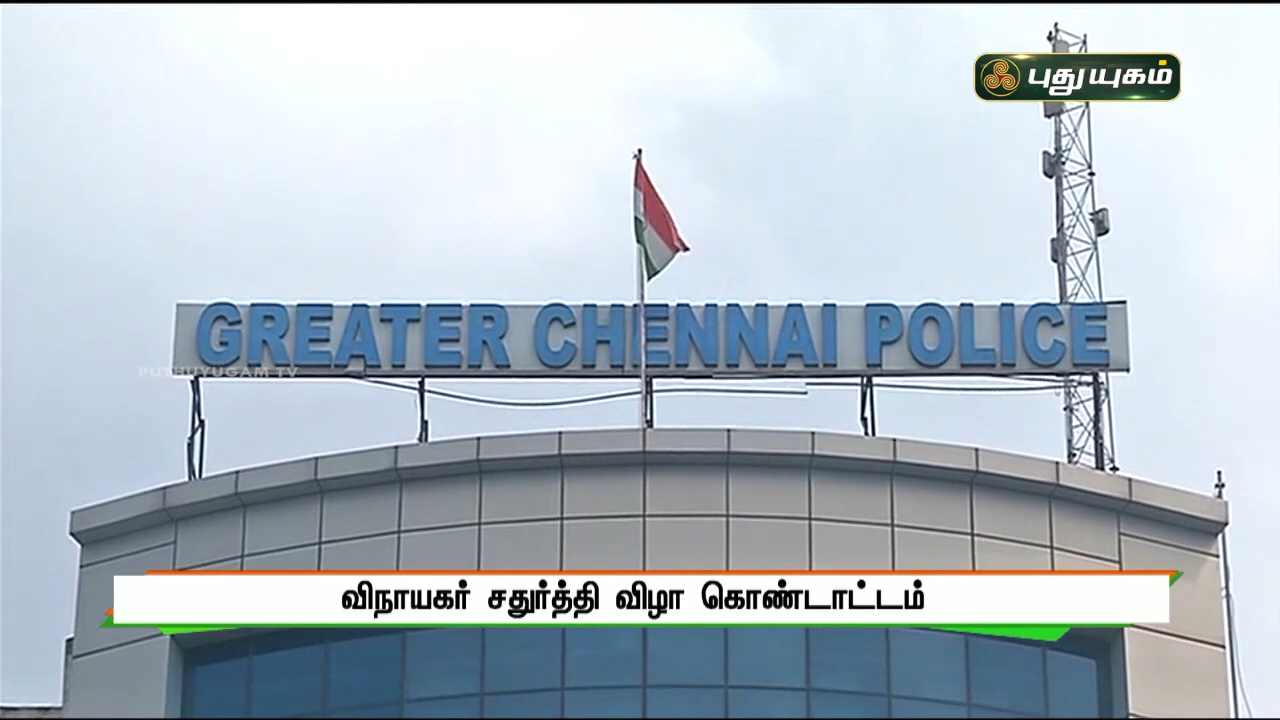 புதுயுகம்
GREATER CHENNAI POLICE
PUTHUYUGAM TV
விநாயகர் சதுர்த்தி விழா கொண்டாட்டம்